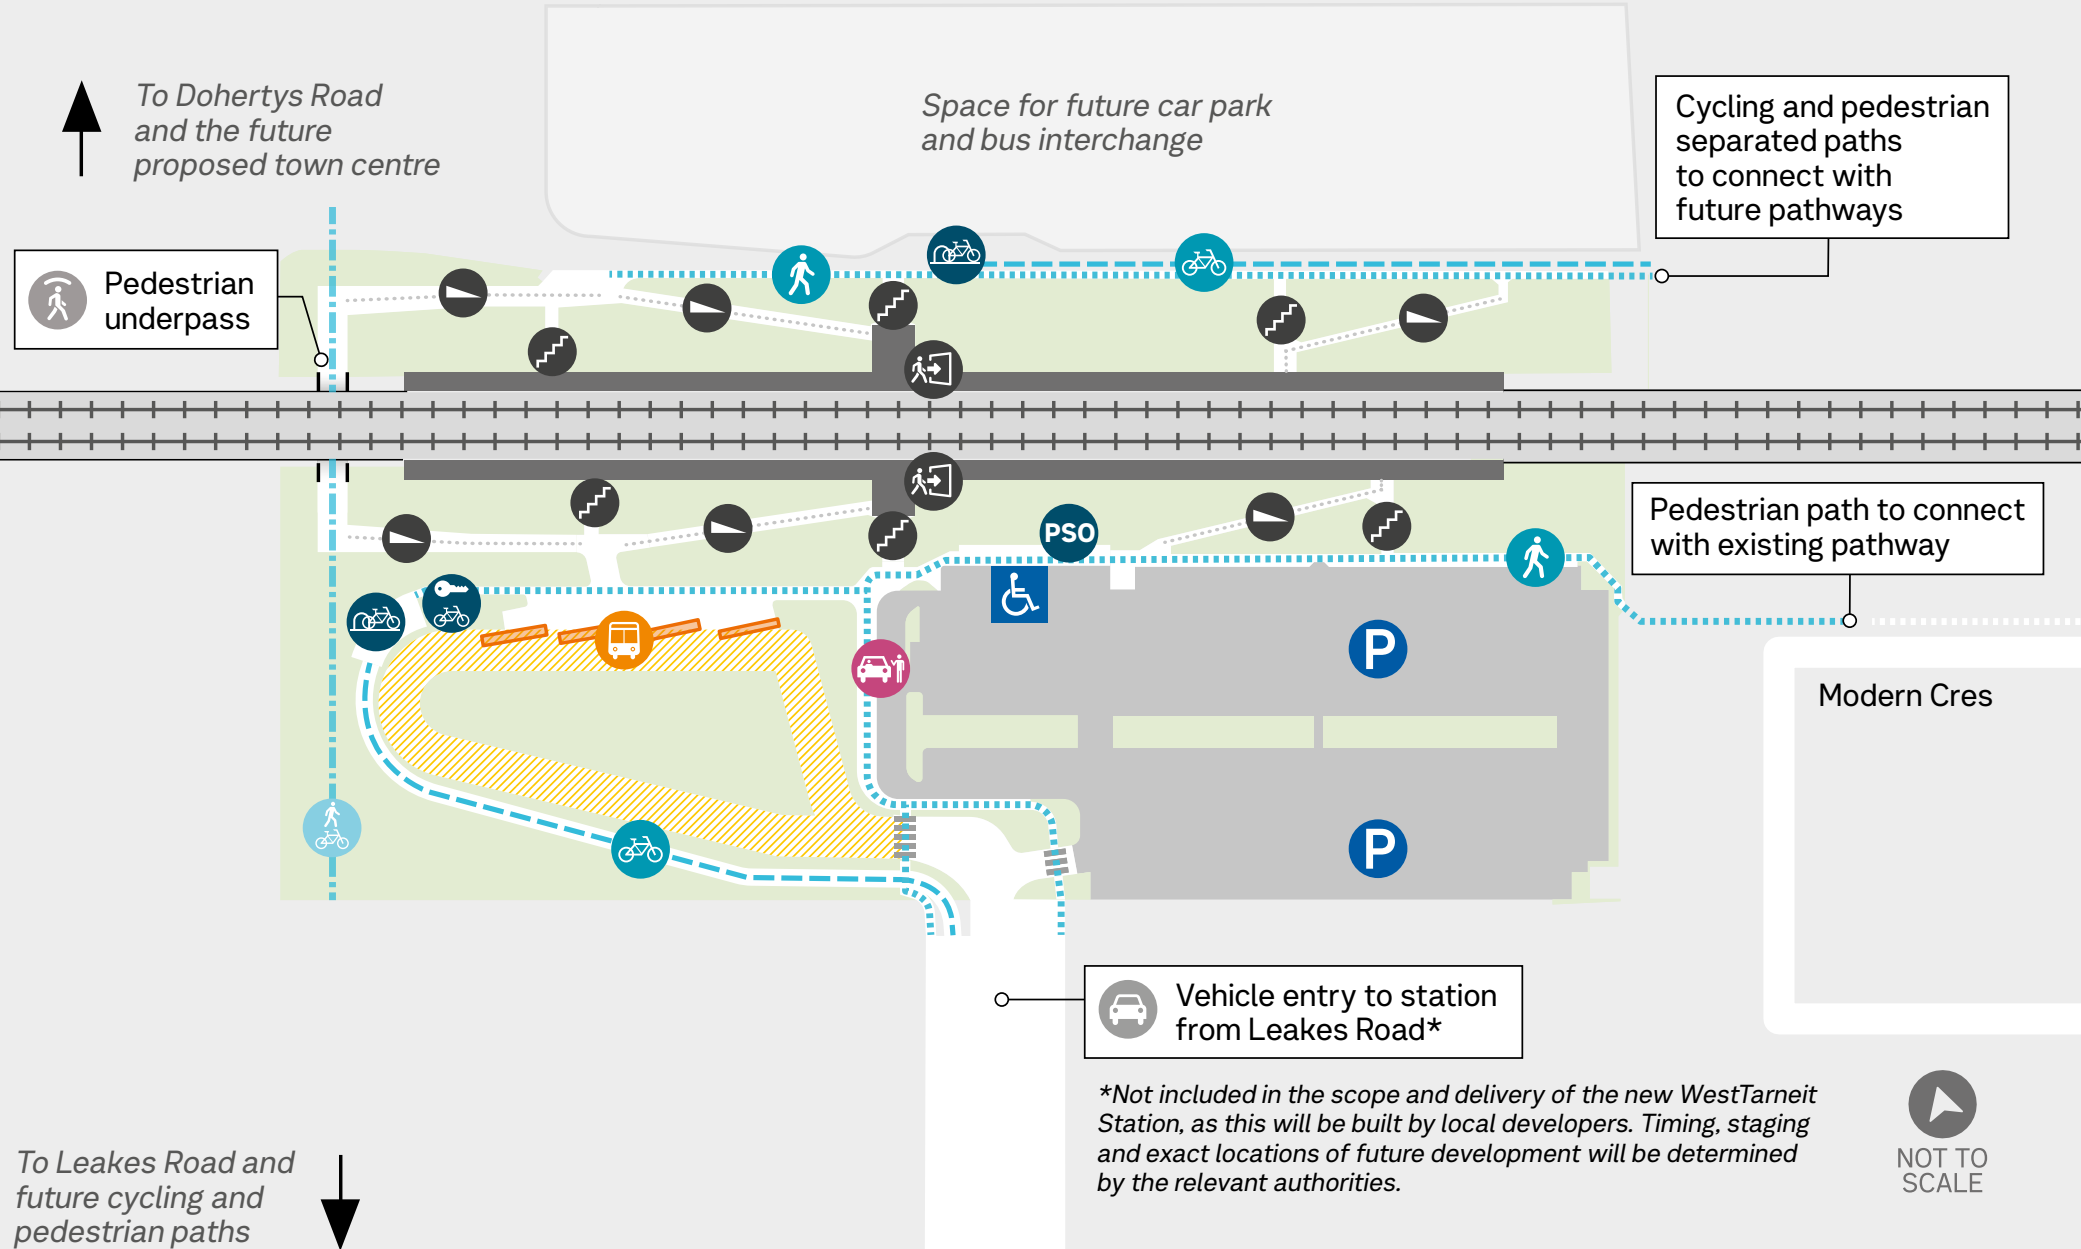 To Dohertys Road
and the future
proposed town centre
Space for future car park
and bus interchange
Cycling and pedestrian
separated paths
to connect with
future pathways
Pedestrian
underpass
PSO
Pedestrian path to connect
with existing pathway
P
Modern Cres
P
Vehicle entry to station
from Leakes Road*
*Not included in the scope and delivery of the new WestTarneit
Station, as this will be built by local developers. Timing, staging
and exact locations of future development will be determined
by the relevant authorities.
NOT TO
SCALE
To Leakes Road and
future cycling and
pedestrian paths